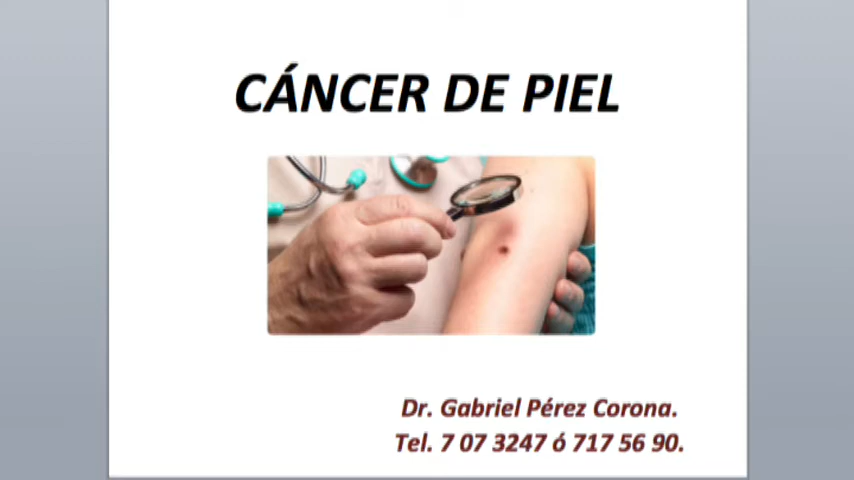 CÁNCER DE PIEL
Dr. Gabriel Pérez Corona.
Tel. 7 07 3247 ó 717 56 90.